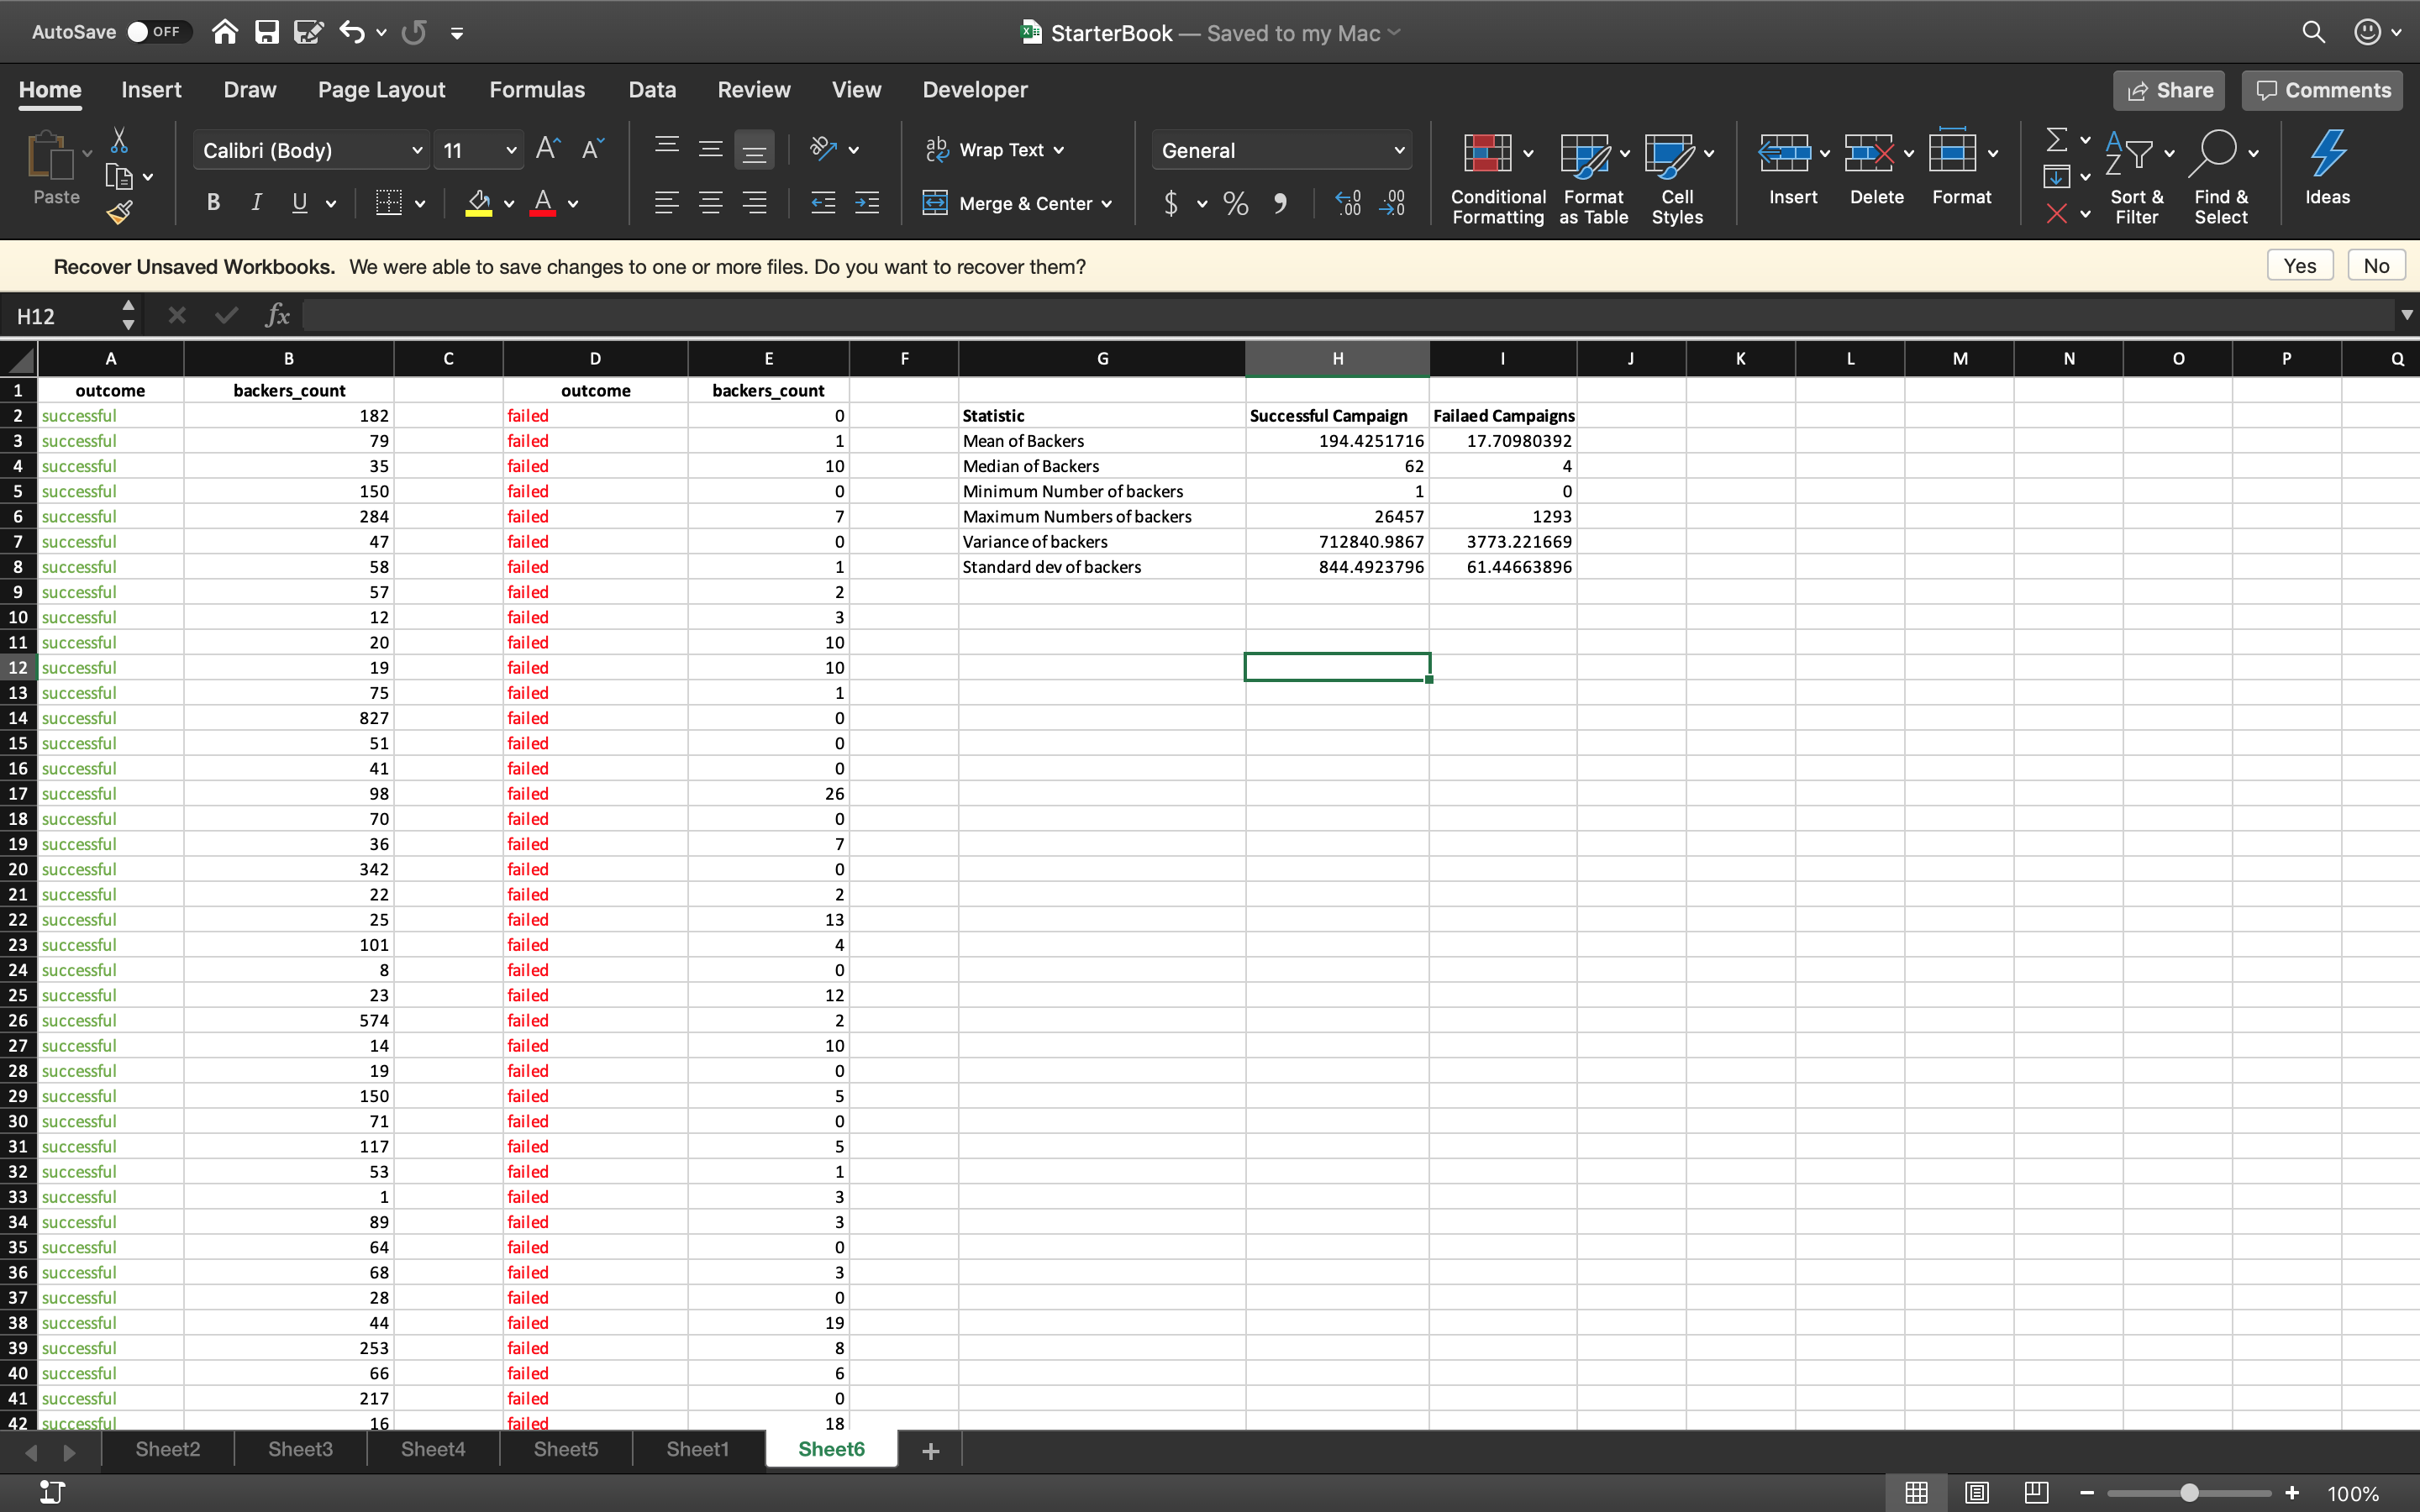 AutoSave OFF StarterBook — Saved to my Mac
Home Insert Draw Page Layout Formulas Data Review View Developer Share Comments
Paste Calibri (Body) 11 Wrap Text General Conditional Formatting Format as Table Cell Styles Insert Delete Format Sort & Filter Find & Select Ideas
B I U Merge & Center $ %
Recover Unsaved Workbooks. We were able to save changes to one or more files. Do you want to recover them? Yes No
H12 fx
A B C D E F G H I J K L M N O P Q
1 outcome backers_count outcome backers_count
2 successful 182 failed 0 Statistic Successful Campaign Failaed Campaigns
3 successful 79 failed 1 Mean of Backers 194.4251716 17.70980392
4 successful 35 failed 10 Median of Backers 62 4
5 successful 150 failed 0 Minimum Number of backers 1 0
6 successful 284 failed 7 Maximum Numbers of backers 26457 1293
7 successful 47 failed 0 Variance of backers 712840.9867 3773.221669
8 successful 58 failed 1 Standard dev of backers 844.4923796 61.44663896
9 successful 57 failed 2
10 successful 12 failed 3
11 successful 20 failed 10
12 successful 19 failed 10
13 successful 75 failed 1
14 successful 827 failed 0
15 successful 51 failed 0
16 successful 41 failed 0
17 successful 98 failed 26
18 successful 70 failed 0
19 successful 36 failed 7
20 successful 342 failed 0
21 successful 22 failed 2
22 successful 25 failed 13
23 successful 101 failed 4
24 successful 8 failed 0
25 successful 23 failed 12
26 successful 574 failed 2
27 successful 14 failed 10
28 successful 19 failed 0
29 successful 150 failed 5
30 successful 71 failed 0
31 successful 117 failed 5
32 successful 53 failed 1
33 successful 1 failed 3
34 successful 89 failed 3
35 successful 64 failed 0
36 successful 68 failed 3
37 successful 28 failed 0
38 successful 44 failed 19
39 successful 253 failed 8
40 successful 66 failed 6
41 successful 217 failed 0
42 successful 16 failed 18
Sheet2 Sheet3 Sheet4 Sheet5 Sheet1 Sheet6 +
100%